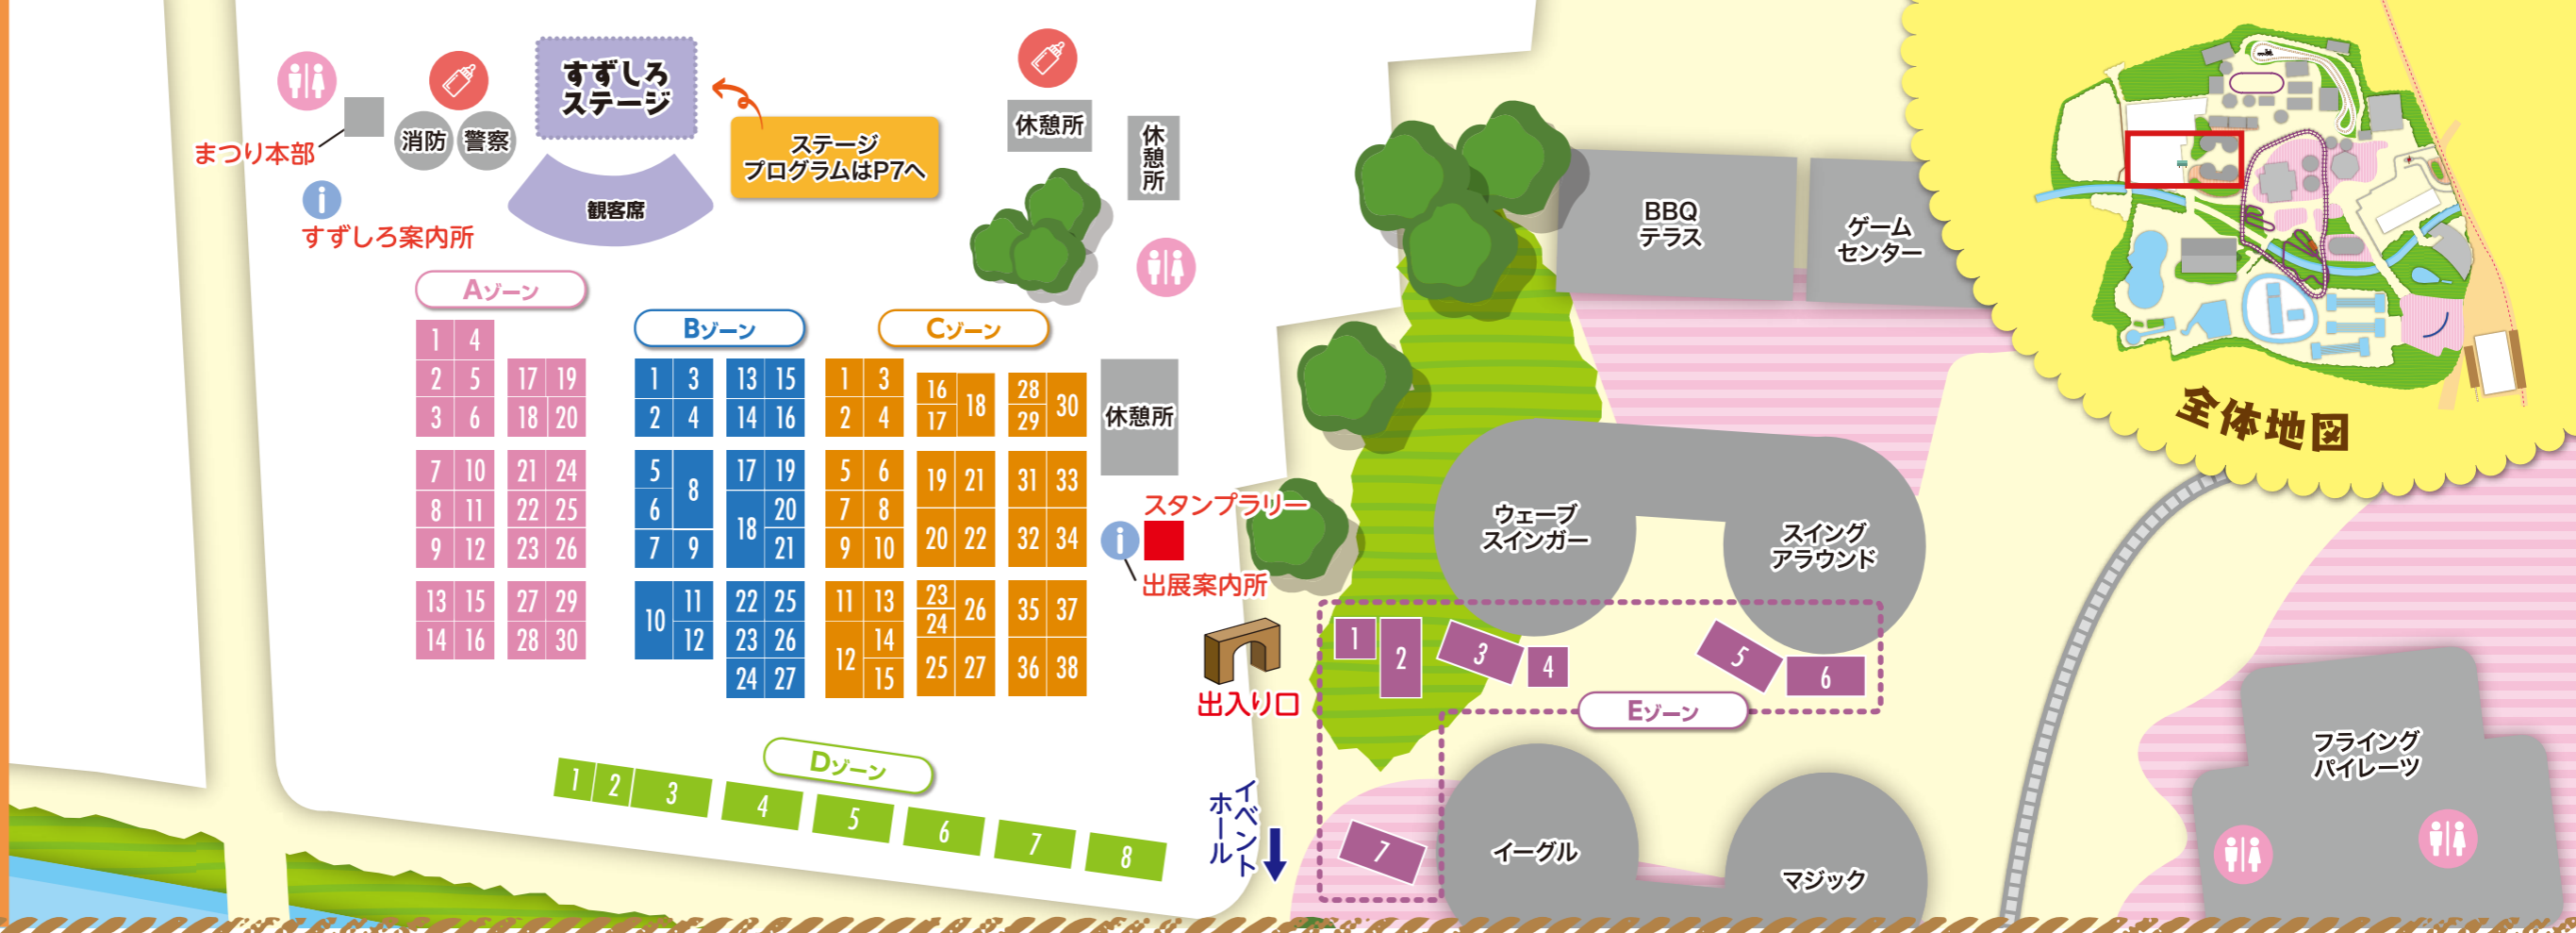 すずしろ
ステージ
消防
警察
まつり本部
i
すずしろ案内所
観客席
ステージ
プログラムはP7へ
休憩所
休憩所
BBQ
テラス
ゲーム
センター
全体地図
Aゾーン
1 4
2 5 17 19
3 6 18 20
7 10 21 24
8 11 22 25
9 12 23 26
13 15 27 29
14 16 28 30
Bゾーン
1 3 13 15
2 4 14 16
5 8 17 19
6 18 20
7 9 21
10 11 22 25
12 23 26
24 27
Cゾーン
1 3 16 18 28 30
2 4 17 29
5 6 19 21 31 33
7 8
9 10 20 22 32 34
11 13 23 26 35 37
12 14 24
15 25 27 36 38
休憩所
スタンプラリー
i
出展案内所
出入り口
Dゾーン
1 2 3 4 5 6 7 8
イベント
ホール
ウェーブ
スインガー
スイング
アラウンド
1 2 3 4 5 6
Eゾーン
7
イーグル
マジック
フライング
パイレーツ